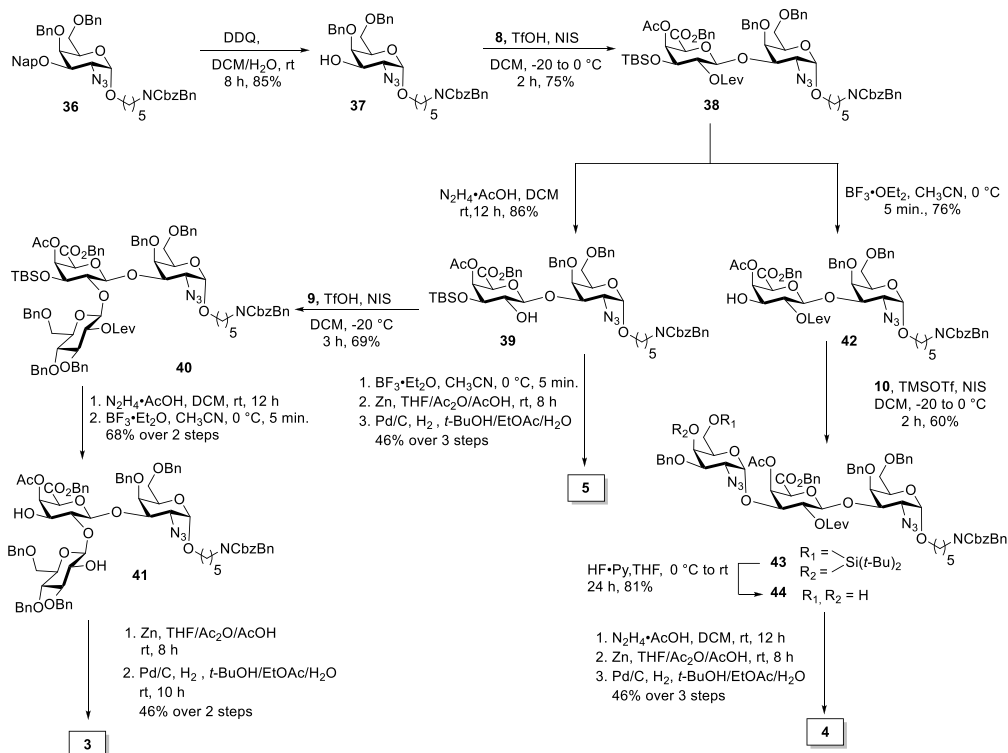 OBn
BnO
OBn
NapO
N3
O
NCbzBn
5
36
DDQ,
DCM/H2O, rt
8 h, 85%
OBn
BnO
O
HO
N3
O
NCbzBn
5
37
8, TfOH, NIS
DCM, -20 to 0 °C
2 h, 75%
AcO
CO2Bn
BnO
OBn
O
O
O
TBSO
OLev
N3
O
NCbzBn
5
38
N2H4•AcOH, DCM
rt,12 h, 86%
BF3•OEt2, CH3CN, 0 °C
5 min., 76%
AcO
CO2Bn
BnO
OBn
O
O
O
TBSO
O
N3
O
NCbzBn
5
BnO
O
OLev
BnO
OBn
40
9, TfOH, NIS
DCM, -20 °C
3 h, 69%
AcO
CO2Bn
BnO
OBn
O
O
O
TBSO
OH
N3
O
NCbzBn
5
39
AcO
CO2Bn
BnO
OBn
O
O
O
HO
OLev
N3
O
NCbzBn
5
42
1. N2H4•AcOH, DCM, rt, 12 h
2. BF3•Et2O, CH3CN, 0 °C, 5 min.
68% over 2 steps
1. BF3•Et2O, CH3CN, 0 °C, 5 min.
2. Zn, THF/Ac2O/AcOH, rt, 8 h
3. Pd/C, H2 , t-BuOH/EtOAc/H2O
46% over 3 steps
10, TMSOTf, NIS
DCM, -20 to 0 °C
2 h, 60%
5
AcO
CO2Bn
BnO
OBn
O
O
O
HO
O
N3
O
NCbzBn
5
BnO
O
OH
BnO
OBn
41
OR1
R2O
O
BnO
N3
O
AcO
CO2Bn
O
OLev
O
BnO
OBn
O
N3
O
NCbzBn
5
HF•Py,THF, 0 °C to rt
24 h, 81%
43
R1 =
R2 =
Si(t-Bu)2
44
R1, R2 = H
1. Zn, THF/Ac2O/AcOH
rt, 8 h
2. Pd/C, H2 , t-BuOH/EtOAc/H2O
rt, 10 h
46% over 2 steps
1. N2H4•AcOH, DCM, rt, 12 h
2. Zn, THF/Ac2O/AcOH, rt, 8 h
3. Pd/C, H2, t-BuOH/EtOAc/H2O
46% over 3 steps
3
4